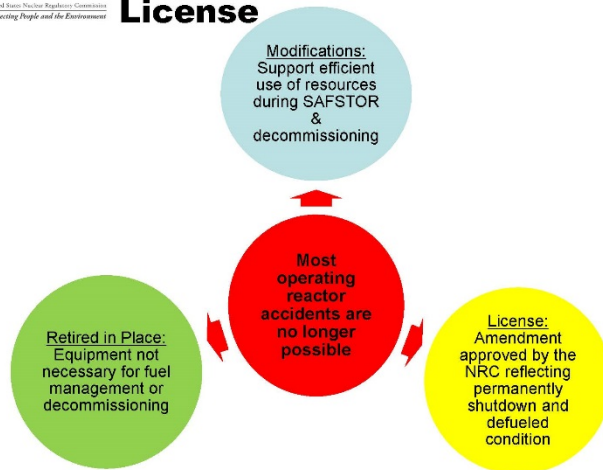 ed States Nuclear Regulatory Commission
ecting People and the Environment
License
Modifications:
Support efficient
use of resources
during SAFSTOR
&
decommissioning
Most
operating
reactor
accidents are
no longer
possible
Retired in Place:
Equipment not
necessary for fuel
management or
decommissioning
License:
Amendment
approved by the
NRC reflecting
permanently
shutdown and
defueled
condition